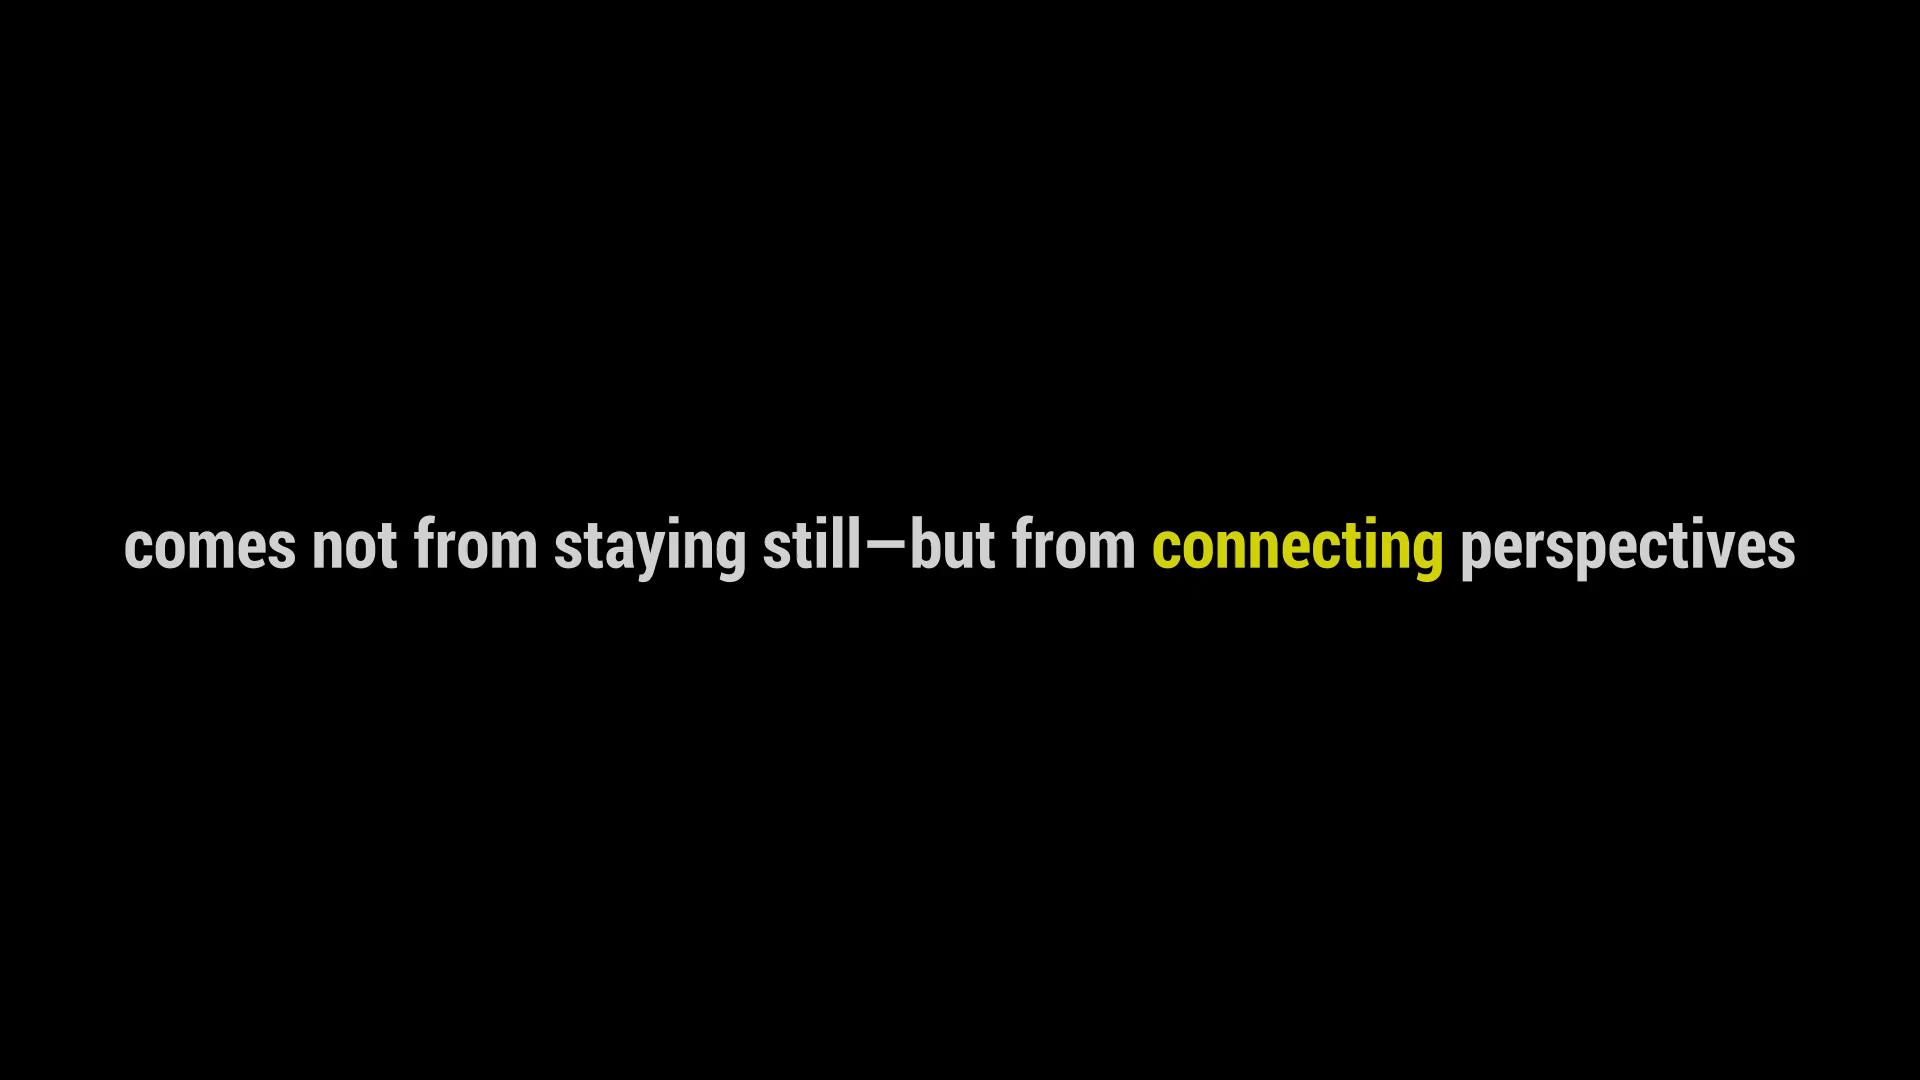 comes not from staying still—but from connecting perspectives